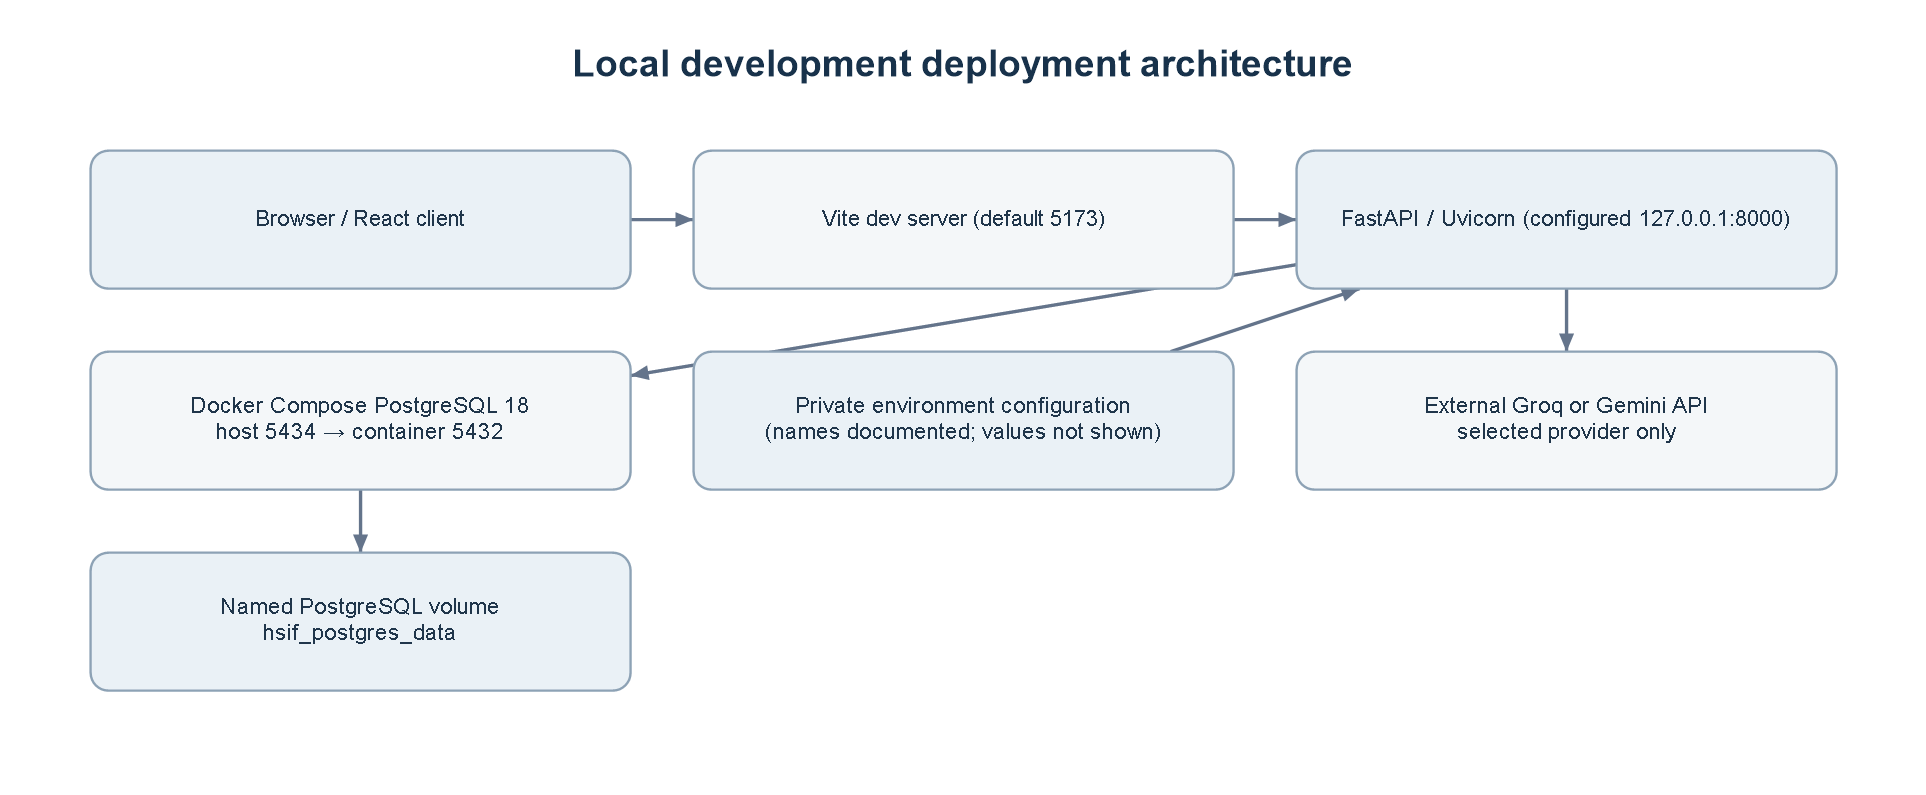 Local development deployment architecture
Browser / React client
Vite dev server (default 5173)
FastAPI / Uvicorn (configured 127.0.0.1:8000)
Docker Compose PostgreSQL 18
host 5434 → container 5432
Private environment configuration
(names documented; values not shown)
External Groq or Gemini API
selected provider only
Named PostgreSQL volume
hsif_postgres_data